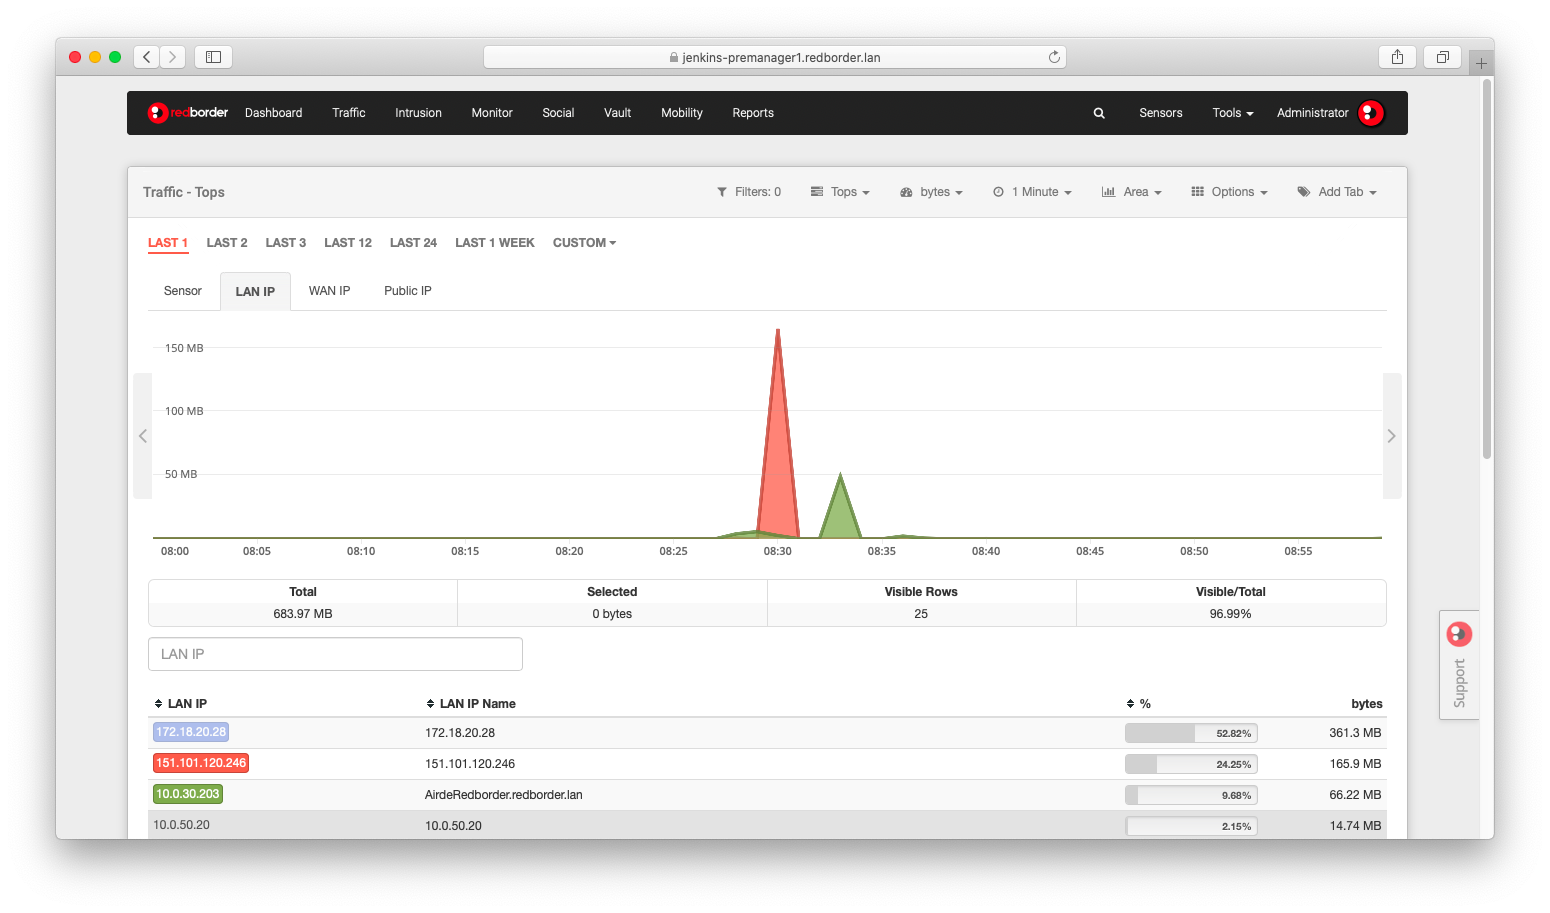 jenkins-premanager1.redborder.lan
redborder Dashboard Traffic Intrusion Monitor Social Vault Mobility Reports Sensors Tools Administrator
Traffic - Tops Filters: 0 Tops bytes 1 Minute Area Options Add Tab
LAST 1 LAST 2 LAST 3 LAST 12 LAST 24 LAST 1 WEEK CUSTOM
Sensor LAN IP WAN IP Public IP
150 MB
100 MB
50 MB
08:00 08:05 08:10 08:15 08:20 08:25 08:30 08:35 08:40 08:45 08:50 08:55
Total Selected Visible Rows Visible/Total
683.97 MB 0 bytes 25 96.99%
LAN IP
Support
LAN IP LAN IP Name % bytes
172.18.20.28 172.18.20.28 52.82% 361.3 MB
151.101.120.246 151.101.120.246 24.25% 165.9 MB
10.0.30.203 AirdeRedborder.redborder.lan 9.68% 66.22 MB
10.0.50.20 10.0.50.20 2.15% 14.74 MB